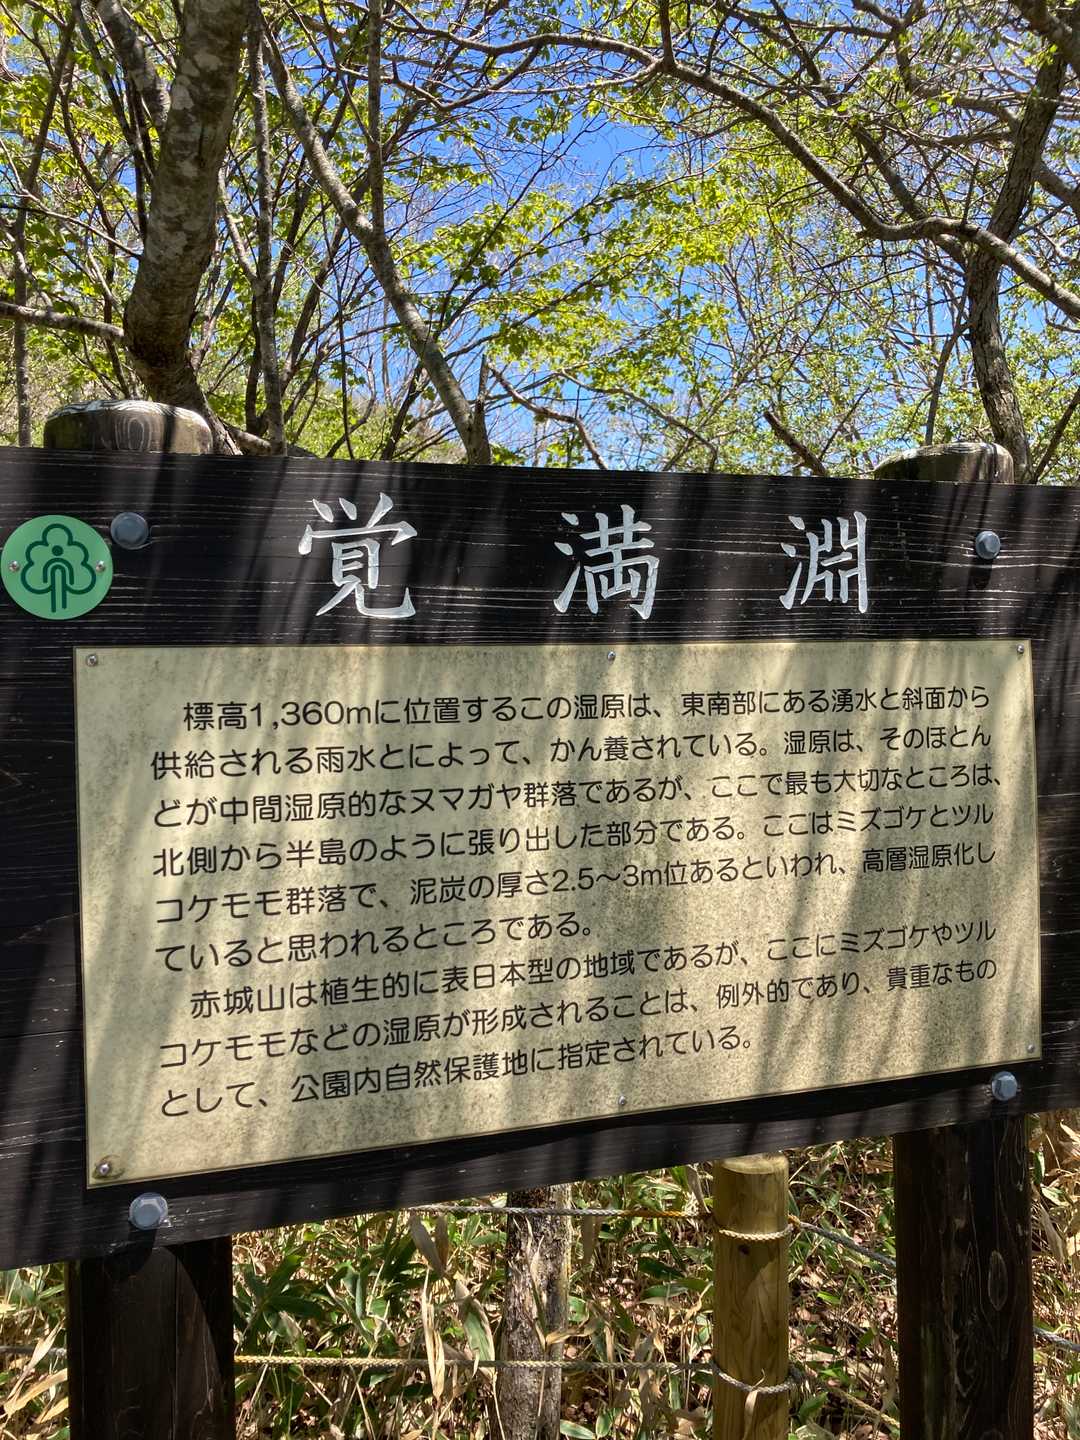 覚満淵
標高1,360mに位置するこの湿原は、東南部にある湧水と斜面から
供給される雨水とによって、かん養されている。湿原は、そのほとん
どが中間湿原的なヌマガヤ群落であるが、ここで最も大切なところは、
北側から半島のように張り出した部分である。ここはミズゴケとツル
コケモモ群落で、泥炭の厚さ2.5〜3m位あるといわれ、高層湿原化し
ていると思われるところである。
赤城山は植生的に表日本型の地域であるが、ここにミズゴケやツル
コケモモなどの湿原が形成されることは、例外的であり、貴重なもの
として、公園内自然保護地に指定されている。